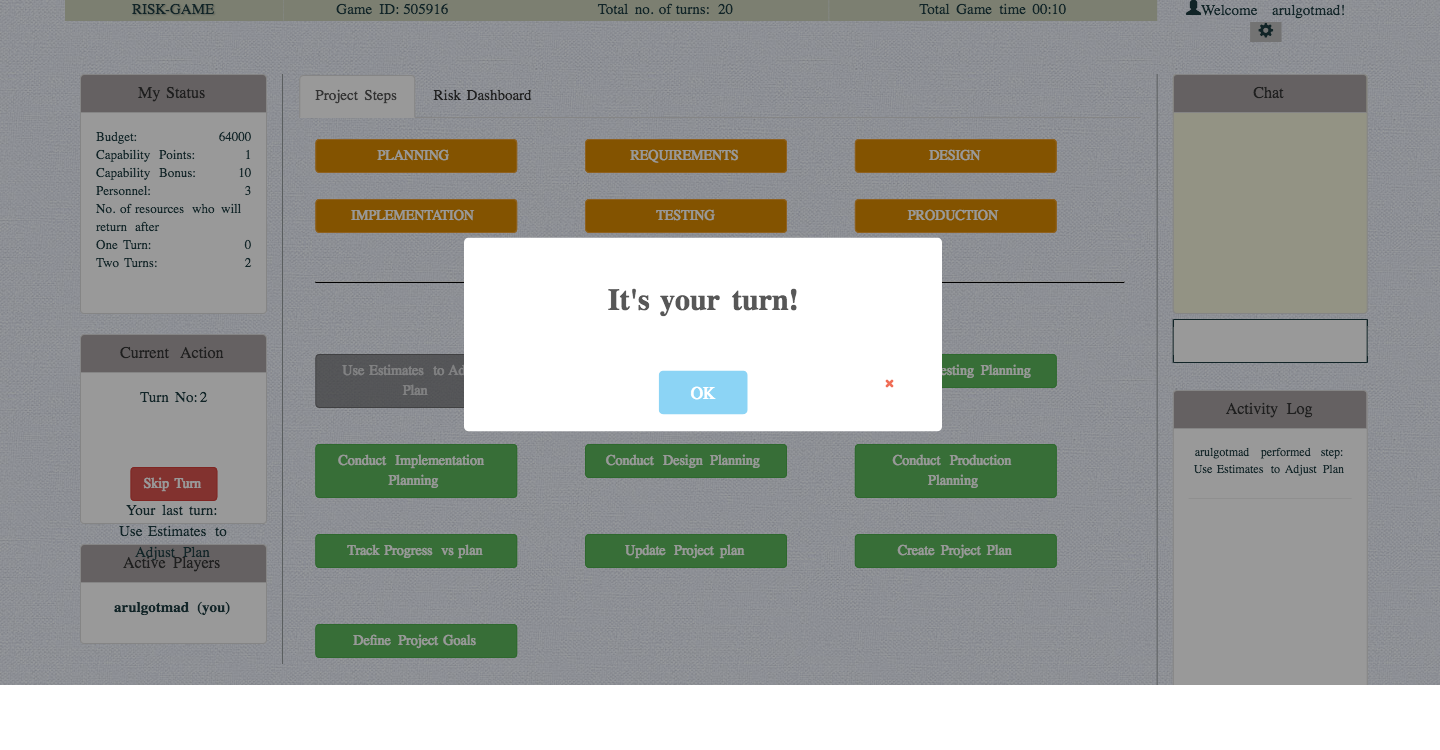 RISK-GAME
Game ID: 505916
Total no. of turns: 20
Total Game time 00:10
Welcome arulgotmad!
My Status
Budget: 64000
Capability Points: 1
Capability Bonus: 10
Personnel: 3
No. of resources who will
return after
One Turn: 0
Two Turns: 2
Current Action
Turn No: 2
Skip Turn
Your last turn:
Use Estimates to
Adjust Plan
Active Players
arulgotmad (you)
Project Steps
Risk Dashboard
PLANNING
REQUIREMENTS
DESIGN
IMPLEMENTATION
TESTING
PRODUCTION
It's your turn!
OK
Use Estimates to Ad
Plan
esting Planning
Conduct Implementation
Planning
Conduct Design Planning
Conduct Production
Planning
Track Progress vs plan
Update Project plan
Create Project Plan
Define Project Goals
Chat
Activity Log
arulgotmad performed step:
Use Estimates to Adjust Plan